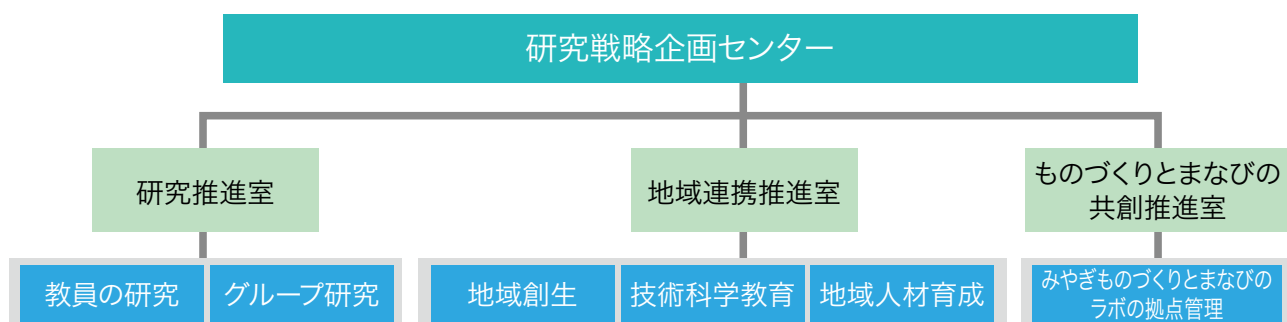 研究戦略企画センター
研究推進室
地域連携推進室
ものづくりとまなびの
共創推進室
教員の研究
グループ研究
地域創生
技術科学教育
地域人材育成
みやぎものづくりとまなびの
ラボの拠点管理